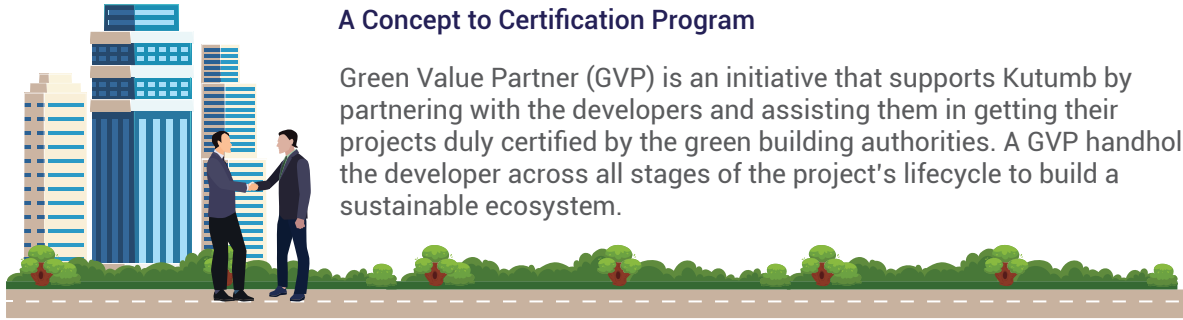 A Concept to Certification Program
Green Value Partner (GVP) is an initiative that supports Kutumb by
partnering with the developers and assisting them in getting their
projects duly certified by the green building authorities. A GVP handhol
the developer across all stages of the project's lifecycle to build a
sustainable ecosystem.